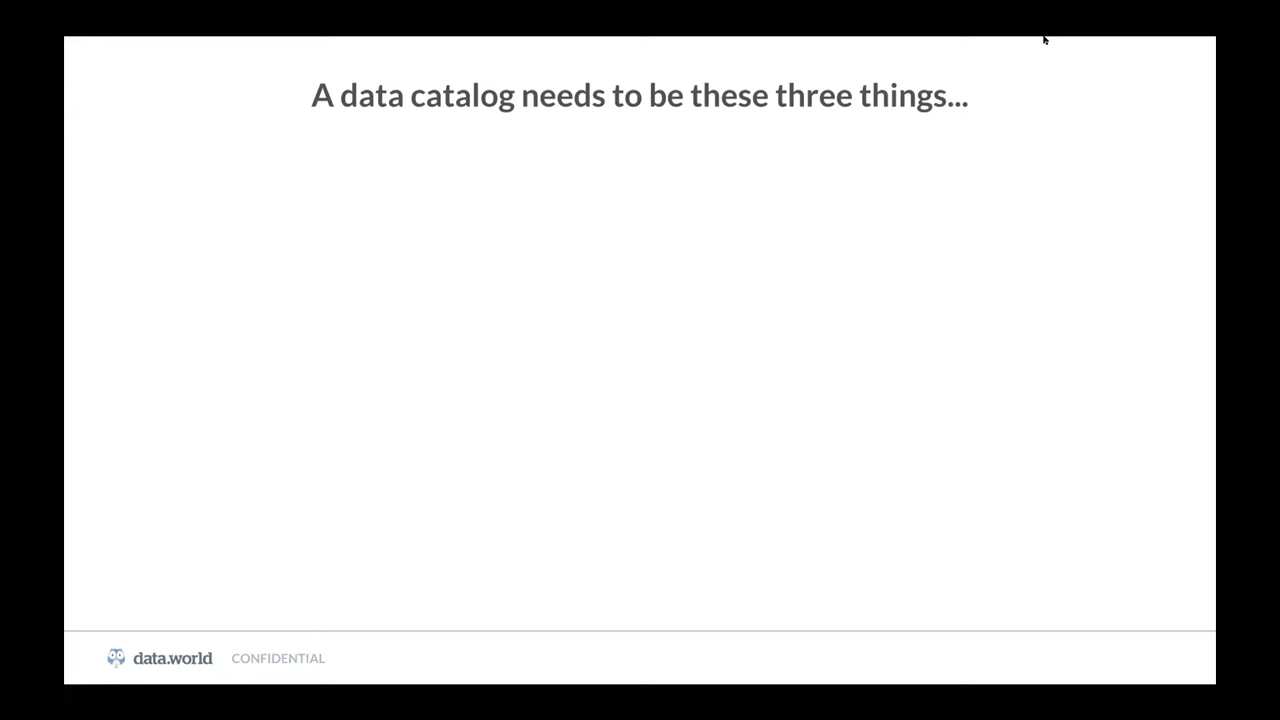 A data catalog needs to be these three things...
data.world CONFIDENTIAL